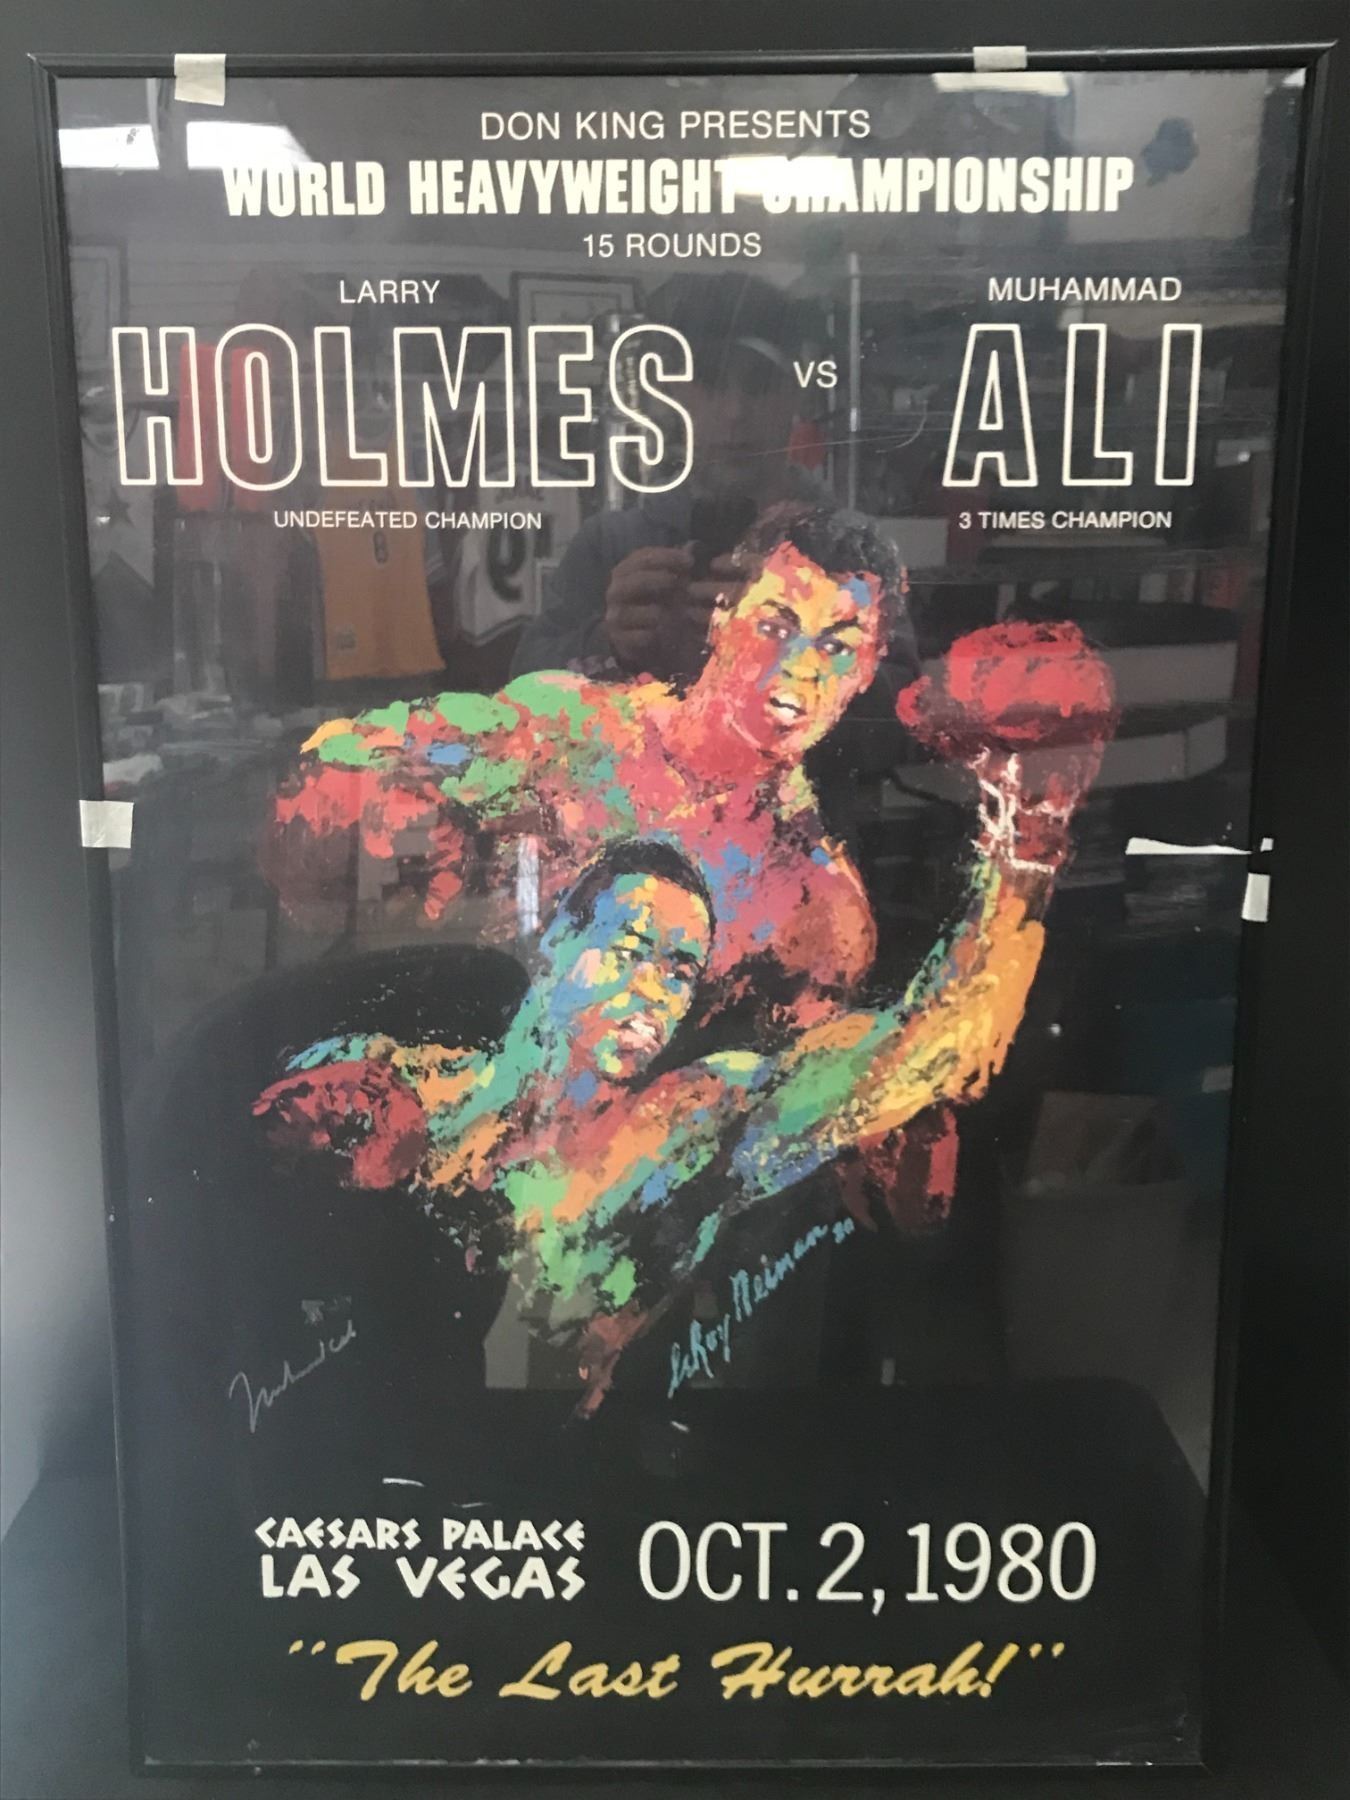 DON KING PRESENTS
WORLD HEAVYWEIGHT CHAMPIONSHIP
15 ROUNDS
LARRY
HOLMES
UNDEFEATED CHAMPION
VS
MUHAMMAD
ALI
3 TIMES CHAMPION
LeRoy Neiman 80
CAESARS PALACE
LAS VEGAS
OCT. 2, 1980
"The Last Hurrah!"